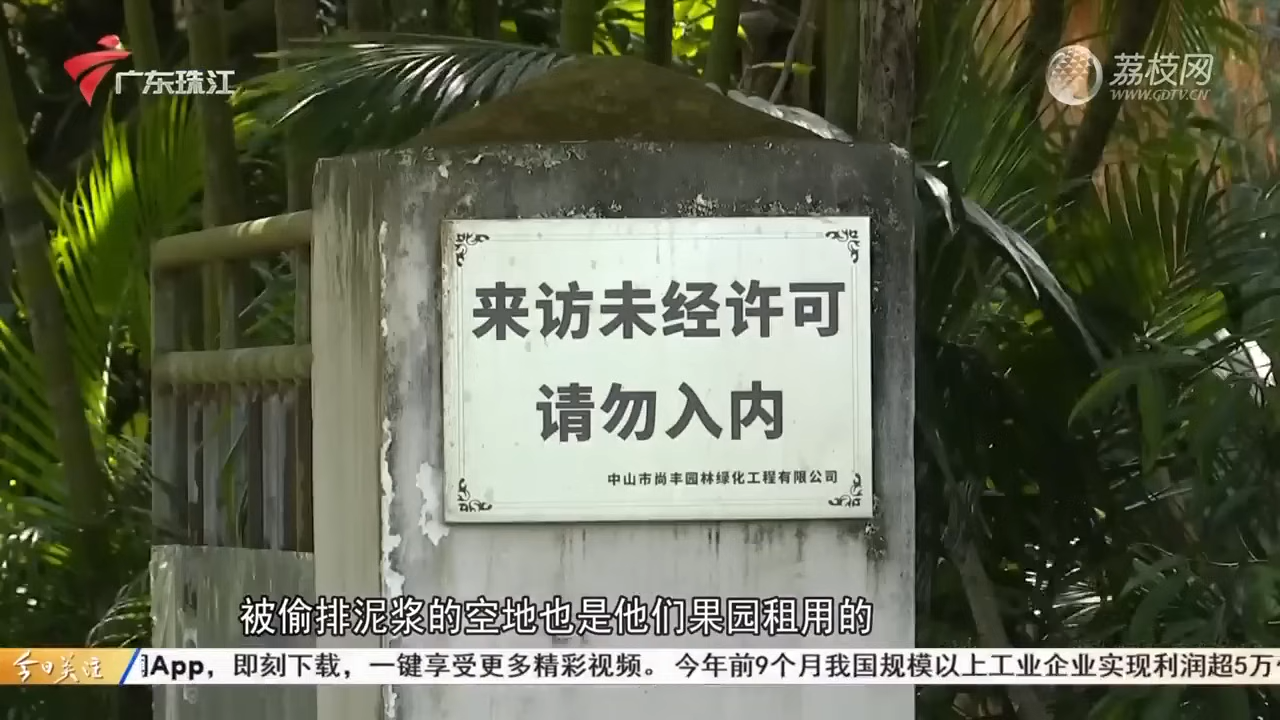 广东珠江
荔枝网
WWW.GDTV.CN
来访未经许可
请勿入内
中山市尚丰园林绿化工程有限公司
被偷排泥浆的空地也是他们果园租用的
今日关注
App，即刻下载，一键享受更多精彩视频。今年前9个月我国规模以上工业企业实现利润超5万